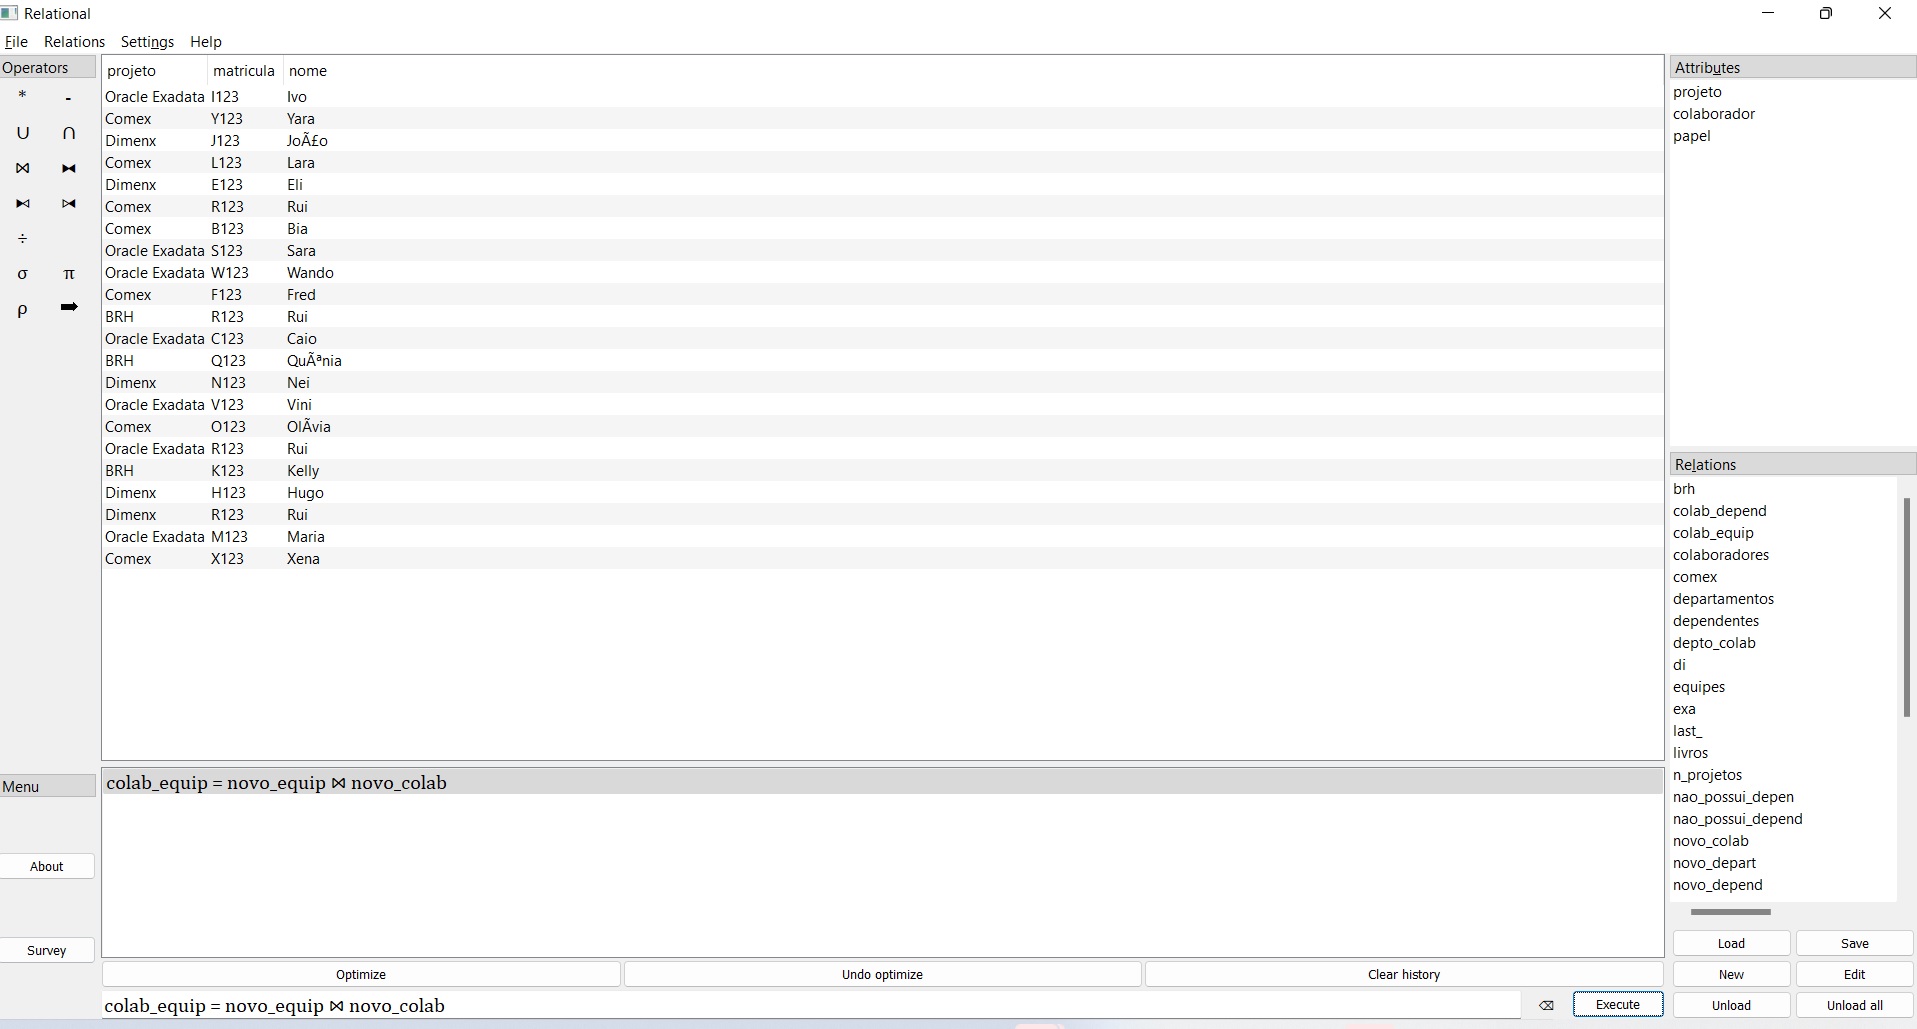 Relational
File Relations Settings Help
Operators
* -
∪ ∩
⋈ ⧓
⧑ ⧒
÷
σ π
ρ ➡
projeto matricula nome
Oracle Exadata I123 Ivo
Comex Y123 Yara
Dimenx J123 JoÃ£o
Comex L123 Lara
Dimenx E123 Eli
Comex R123 Rui
Comex B123 Bia
Oracle Exadata S123 Sara
Oracle Exadata W123 Wando
Comex F123 Fred
BRH R123 Rui
Oracle Exadata C123 Caio
BRH Q123 QuÃªnia
Dimenx N123 Nei
Oracle Exadata V123 Vini
Comex O123 OlÃvia
Oracle Exadata R123 Rui
BRH K123 Kelly
Dimenx H123 Hugo
Dimenx R123 Rui
Oracle Exadata M123 Maria
Comex X123 Xena
Attributes
projeto
colaborador
papel
Relations
brh
colab_depend
colab_equip
colaboradores
comex
departamentos
dependentes
depto_colab
di
equipes
exa
last_
livros
n_projetos
nao_possui_depen
nao_possui_depend
novo_colab
novo_depart
novo_depend
Menu
About
Survey
colab_equip = novo_equip ⋈ novo_colab
Optimize Undo optimize Clear history
colab_equip = novo_equip ⋈ novo_colab
⌫ Execute
Load Save
New Edit
Unload Unload all